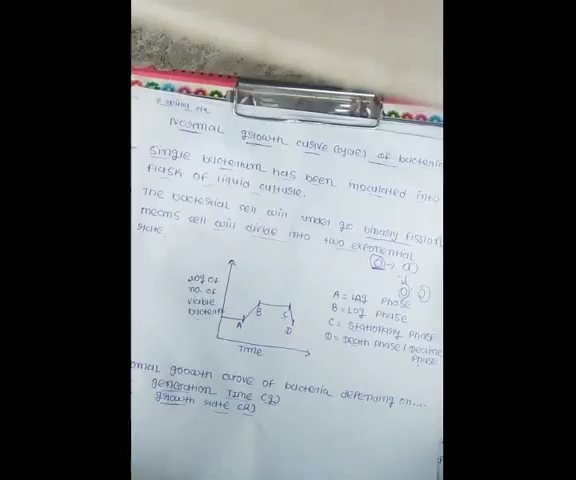 Normal growth curve (cycle) of bacteria
Single bacterium has been inoculated into
flask of liquid culture.
The bacterial cell will under go binary fission
means cell will divide into two exponential
state.
Log of
no. of
viable
bacteria
A
B
C
D
Time
A = Lag phase
B = Log phase
C = Stationary phase
D = Death phase / Decline
phase
ormal growth curve of bacteria depending on....
generation Time (g)
growth rate (R)